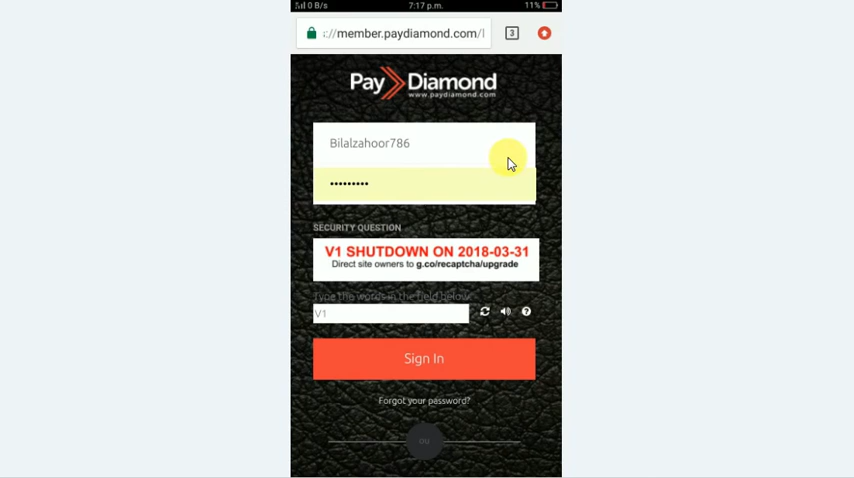 0 B/s 7:17 p.m. 11%
://member.paydiamond.com/l 3
Pay Diamond
www.paydiamond.com
Bilalzahoor786
•••••••••
SECURITY QUESTION
V1 SHUTDOWN ON 2018-03-31
Direct site owners to g.co/recaptcha/upgrade
Type the words in the field below.
V1
Sign In
Forgot your password?
OU